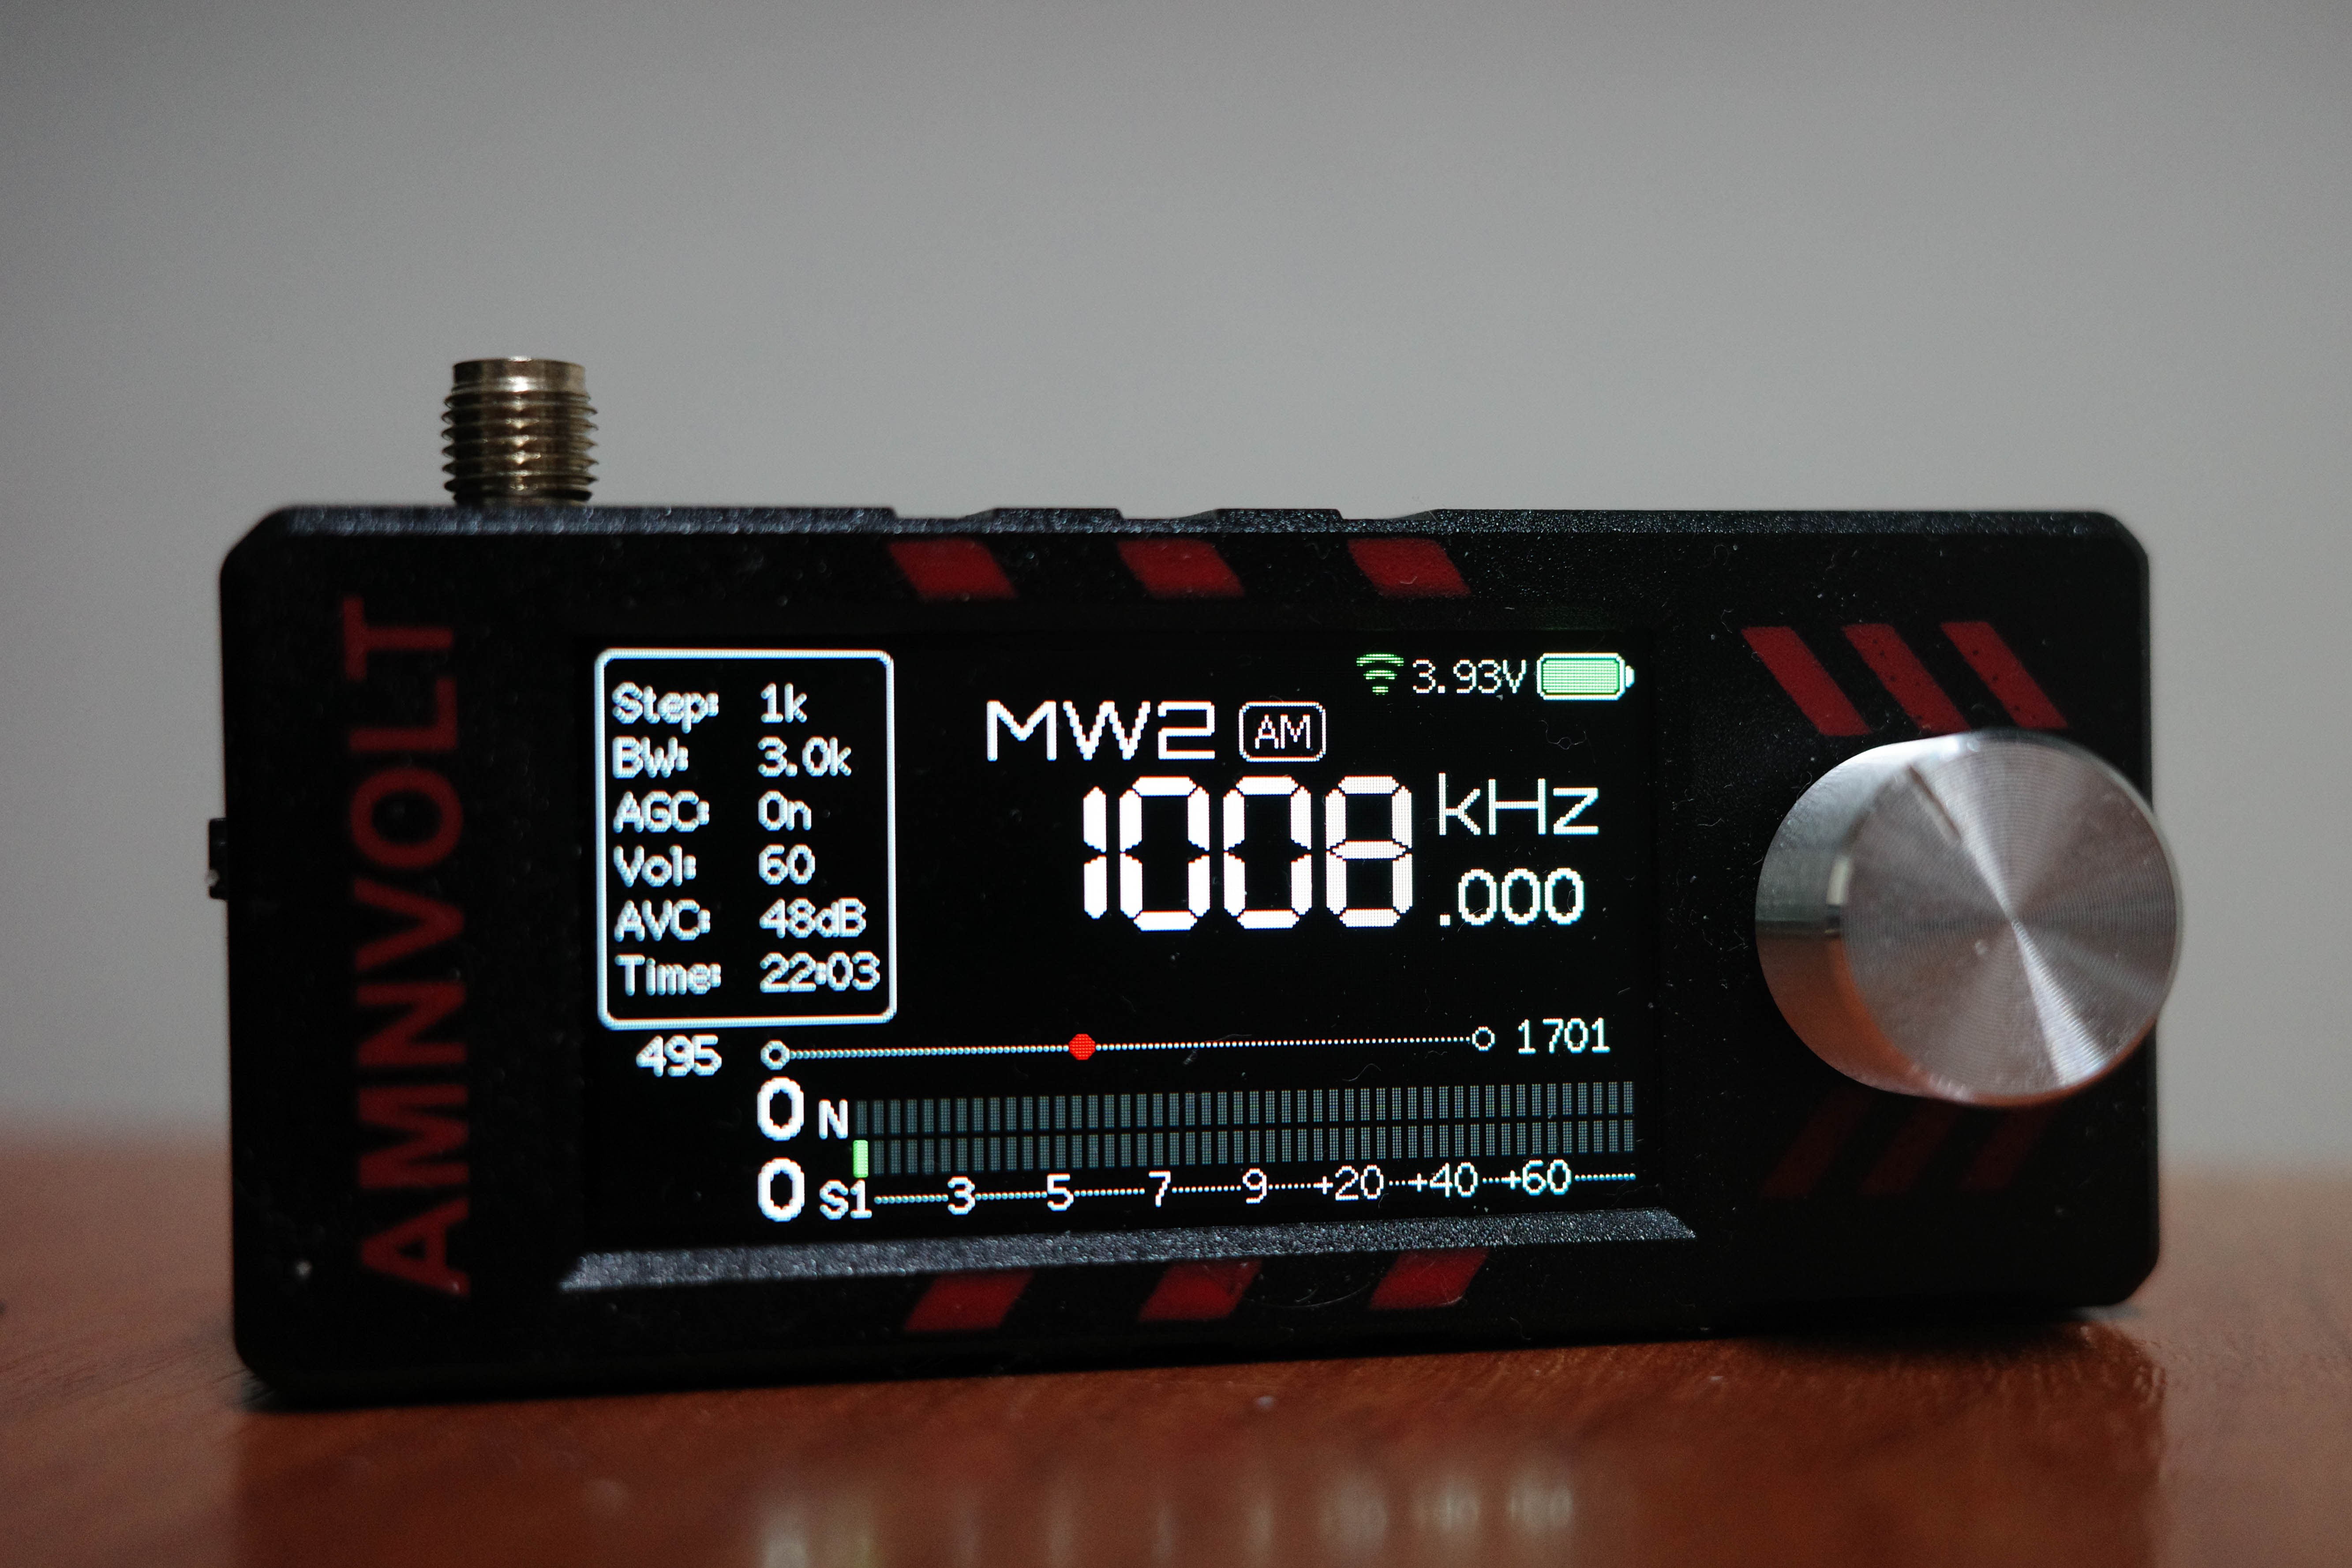 AMNVOLT
Step: 1k
BW: 3.0k
AGC: On
Vol: 60
AVC: 48dB
Time: 22:03
3.93V
MW2 AM
1008 kHz
.000
495 1701
0 N
0 S1 3 5 7 9 +20 +40 +60